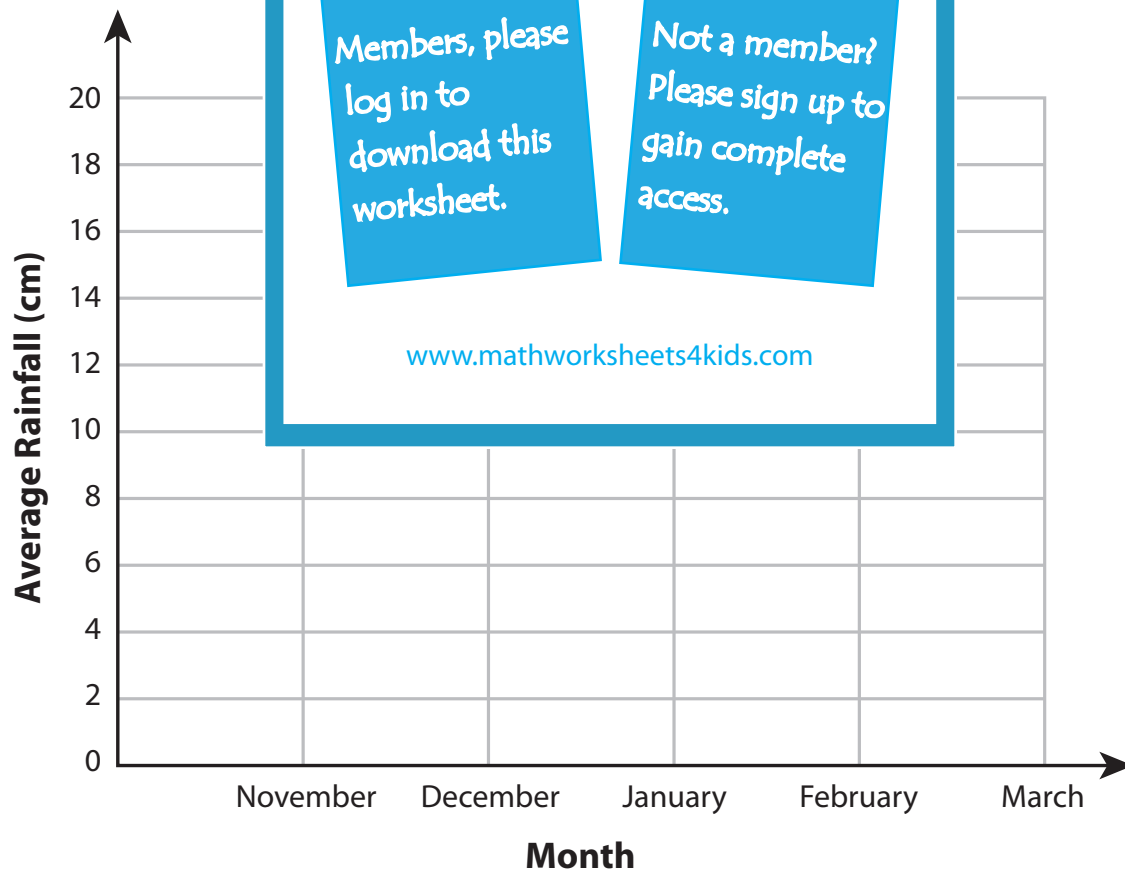 Members, please
log in to
download this
worksheet.
Not a member?
Please sign up to
gain complete
access.
www.mathworksheets4kids.com
Average Rainfall (cm)
20
18
16
14
12
10
8
6
4
2
0
November December January February March
Month